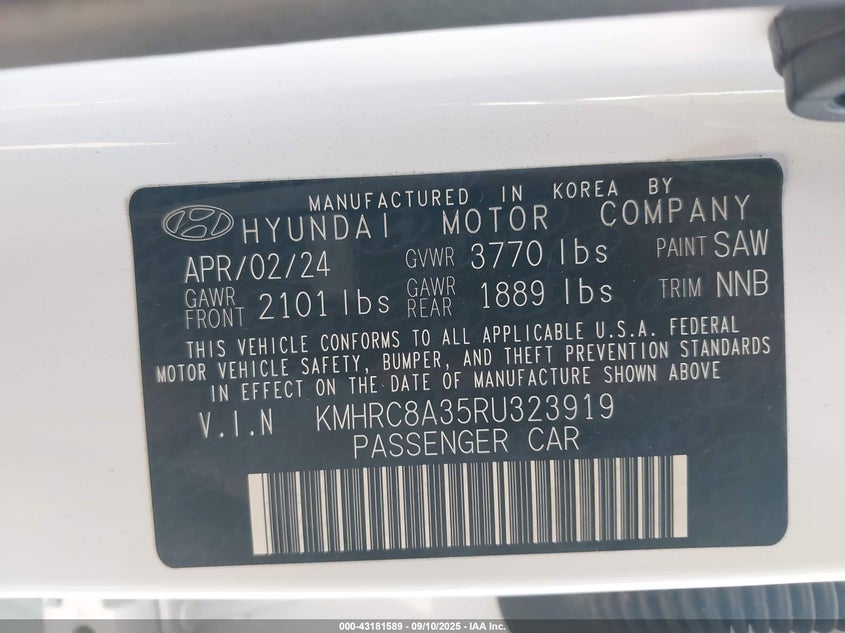 MANUFACTURED IN KOREA BY
HYUNDAI MOTOR COMPANY
APR/02/24 GVWR 3770 lbs PAINT SAW
GAWR FRONT 2101 lbs GAWR REAR 1889 lbs TRIM NNB
THIS VEHICLE CONFORMS TO ALL APPLICABLE U.S.A. FEDERAL
MOTOR VEHICLE SAFETY, BUMPER, AND THEFT PREVENTION STANDARDS
IN EFFECT ON THE DATE OF MANUFACTURE SHOWN ABOVE
V.I.N KMHRC8A35RU323919
PASSENGER CAR
000-43181589 - 09/10/2025 - IAA Inc.